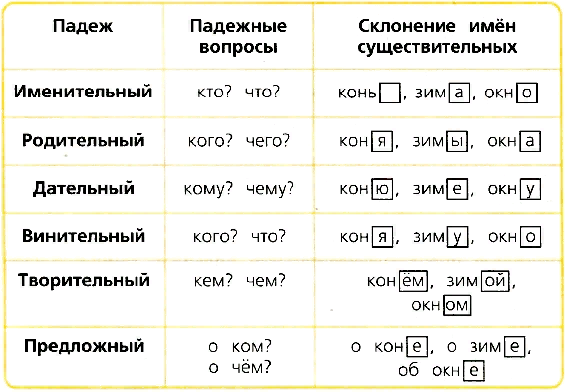 Падеж Падежные вопросы Склонение имён существительных
Именительный кто? что? конь , зима, окно
Родительный кого? чего? коня, зимы, окна
Дательный кому? чему? коню, зиме, окну
Винительный кого? что? коня, зиму, окно
Творительный кем? чем? конём, зимой,
окном
Предложный о ком? о коне, о зиме,
о чём? об окне